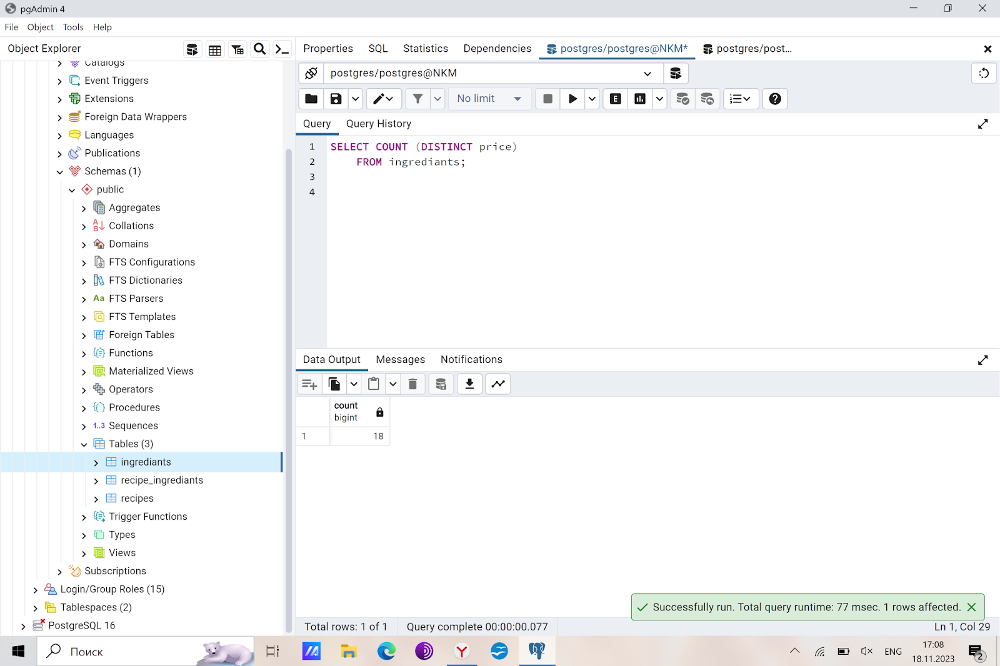 pgAdmin 4
File Object Tools Help
Object Explorer
Properties SQL Statistics Dependencies postgres/postgres@NKM* postgres/post...
Catalogs
Event Triggers
Extensions
Foreign Data Wrappers
Languages
Publications
Schemas (1)
public
Aggregates
Collations
Domains
FTS Configurations
FTS Dictionaries
Aa FTS Parsers
FTS Templates
Foreign Tables
Functions
Materialized Views
Operators
Procedures
1..3 Sequences
Tables (3)
ingrediants
recipe_ingrediants
recipes
Trigger Functions
Types
Views
Subscriptions
Login/Group Roles (15)
Tablespaces (2)
PostgreSQL 16
postgres/postgres@NKM
No limit
E
Query Query History
1 SELECT COUNT (DISTINCT price)
2 FROM ingrediants;
3
4
Data Output Messages Notifications
count
bigint
1 18
Successfully run. Total query runtime: 77 msec. 1 rows affected.
Total rows: 1 of 1 Query complete 00:00:00.077 Ln 1, Col 29
Поиск
ENG
17:08
18.11.2023
2